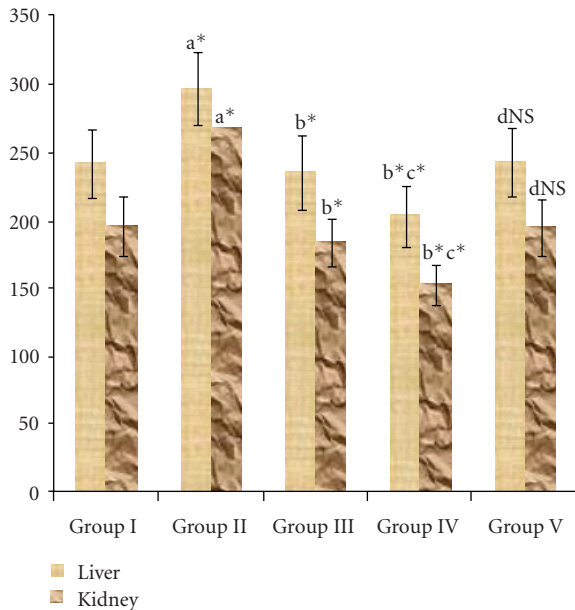 350
300
250
200
150
100
50
0
a*
a*
b*
b*
b*c*
b*c*
dNS
dNS
Group I
Group II
Group III
Group IV
Group V
Liver
Kidney